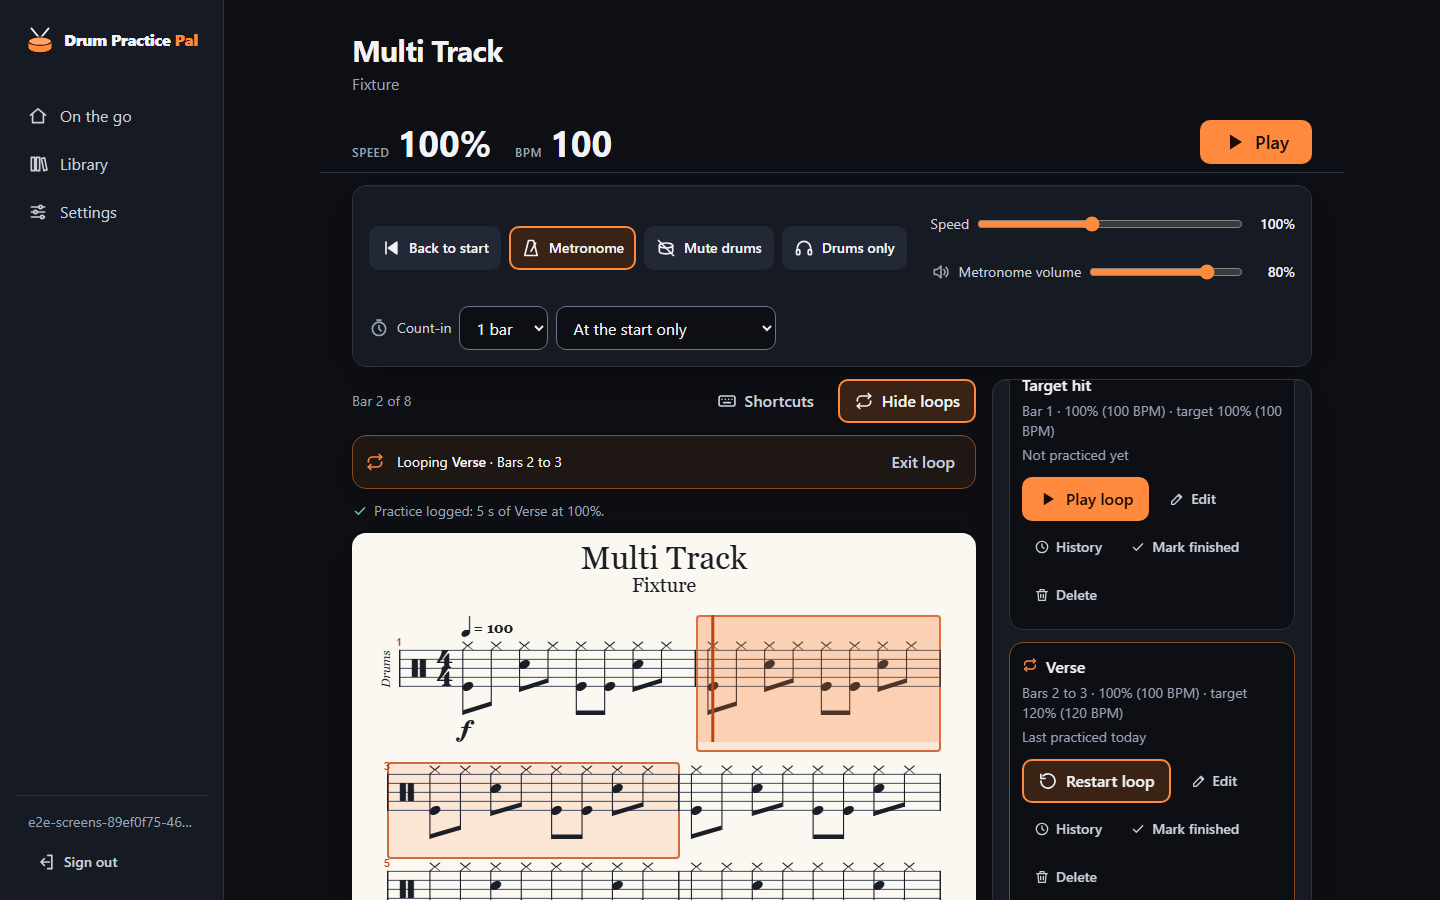 Drum Practice Pal
On the go
Library
Settings
e2e-screens-89ef0f75-46...
Sign out
Multi Track
Fixture
SPEED 100% BPM 100
Play
Back to start
Metronome
Mute drums
Drums only
Speed 100%
Metronome volume 80%
Count-in 1 bar At the start only
Bar 2 of 8
Shortcuts
Hide loops
Looping Verse · Bars 2 to 3
Exit loop
Practice logged: 5 s of Verse at 100%.
Multi Track
Fixture
= 100
1
Drums
4
4
f
3
5
Target hit
Bar 1 · 100% (100 BPM) · target 100% (100
BPM)
Not practiced yet
Play loop
Edit
History
Mark finished
Delete
Verse
Bars 2 to 3 · 100% (100 BPM) · target
120% (120 BPM)
Last practiced today
Restart loop
Edit
History
Mark finished
Delete